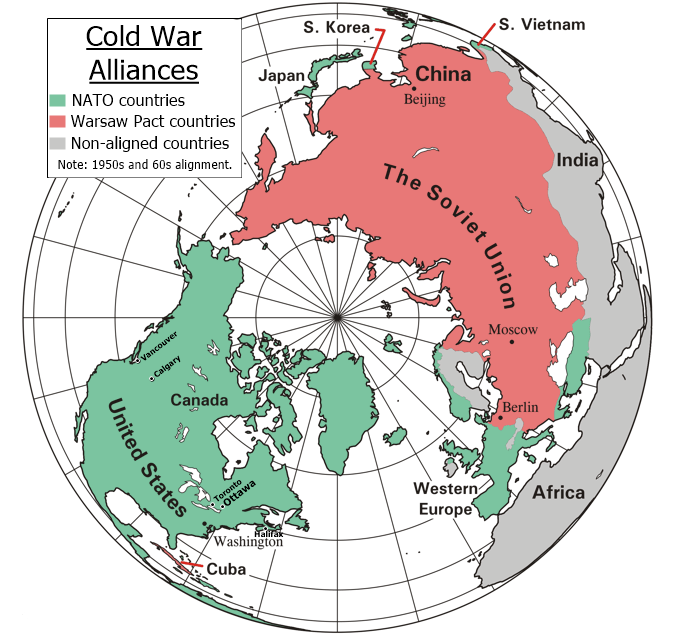 Cold War
Alliances
NATO countries
Warsaw Pact countries
Non-aligned countries
Note: 1950s and 60s alignment.
S. Korea
S. Vietnam
Japan
China
Beijing
India
The Soviet Union
Moscow
Vancouver
Calgary
Canada
Berlin
United States
Toronto
Ottawa
Western
Europe
Africa
Halifax
Washington
Cuba